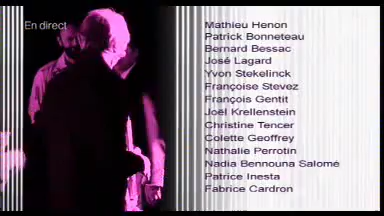 En direct
Mathieu Henon
Patrick Bonneteau
Bernard Bessac
José Lagard
Yvon Stekelinck
Françoise Stevez
François Gentit
Joël Krellenstein
Christine Tencer
Colette Geoffrey
Nathalie Perrotin
Nadia Bennouna Salomé
Patrice Inesta
Fabrice Cardron